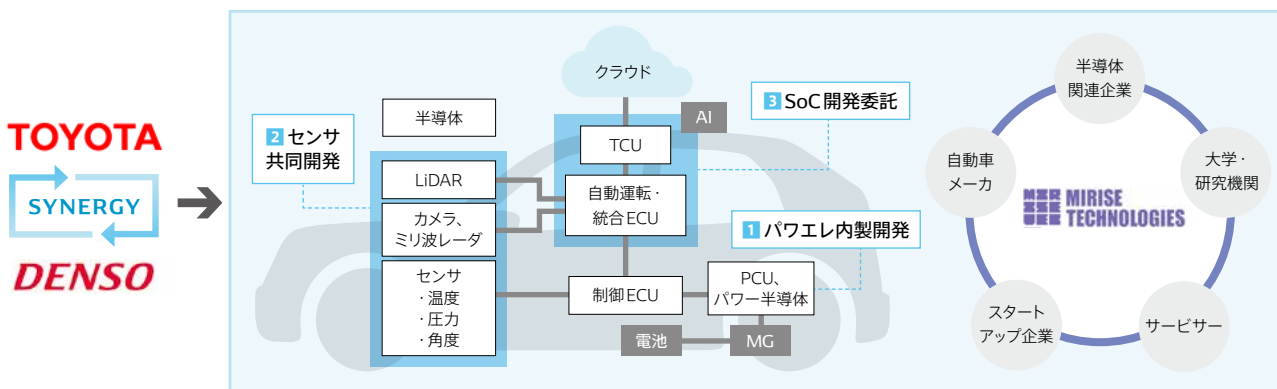 TOYOTA
SYNERGY
DENSO
2 センサ
共同開発
半導体
LiDAR
カメラ、
ミリ波レーダ
センサ
・温度
・圧力
・角度
クラウド
TCU
自動運転・
統合ECU
制御ECU
AI
3 SoC開発委託
1 パワエレ内製開発
PCU、
パワー半導体
電池
MG
半導体
関連企業
自動車
メーカ
大学・
研究機関
MIRISE
TECHNOLOGIES
スタート
アップ企業
サービサー